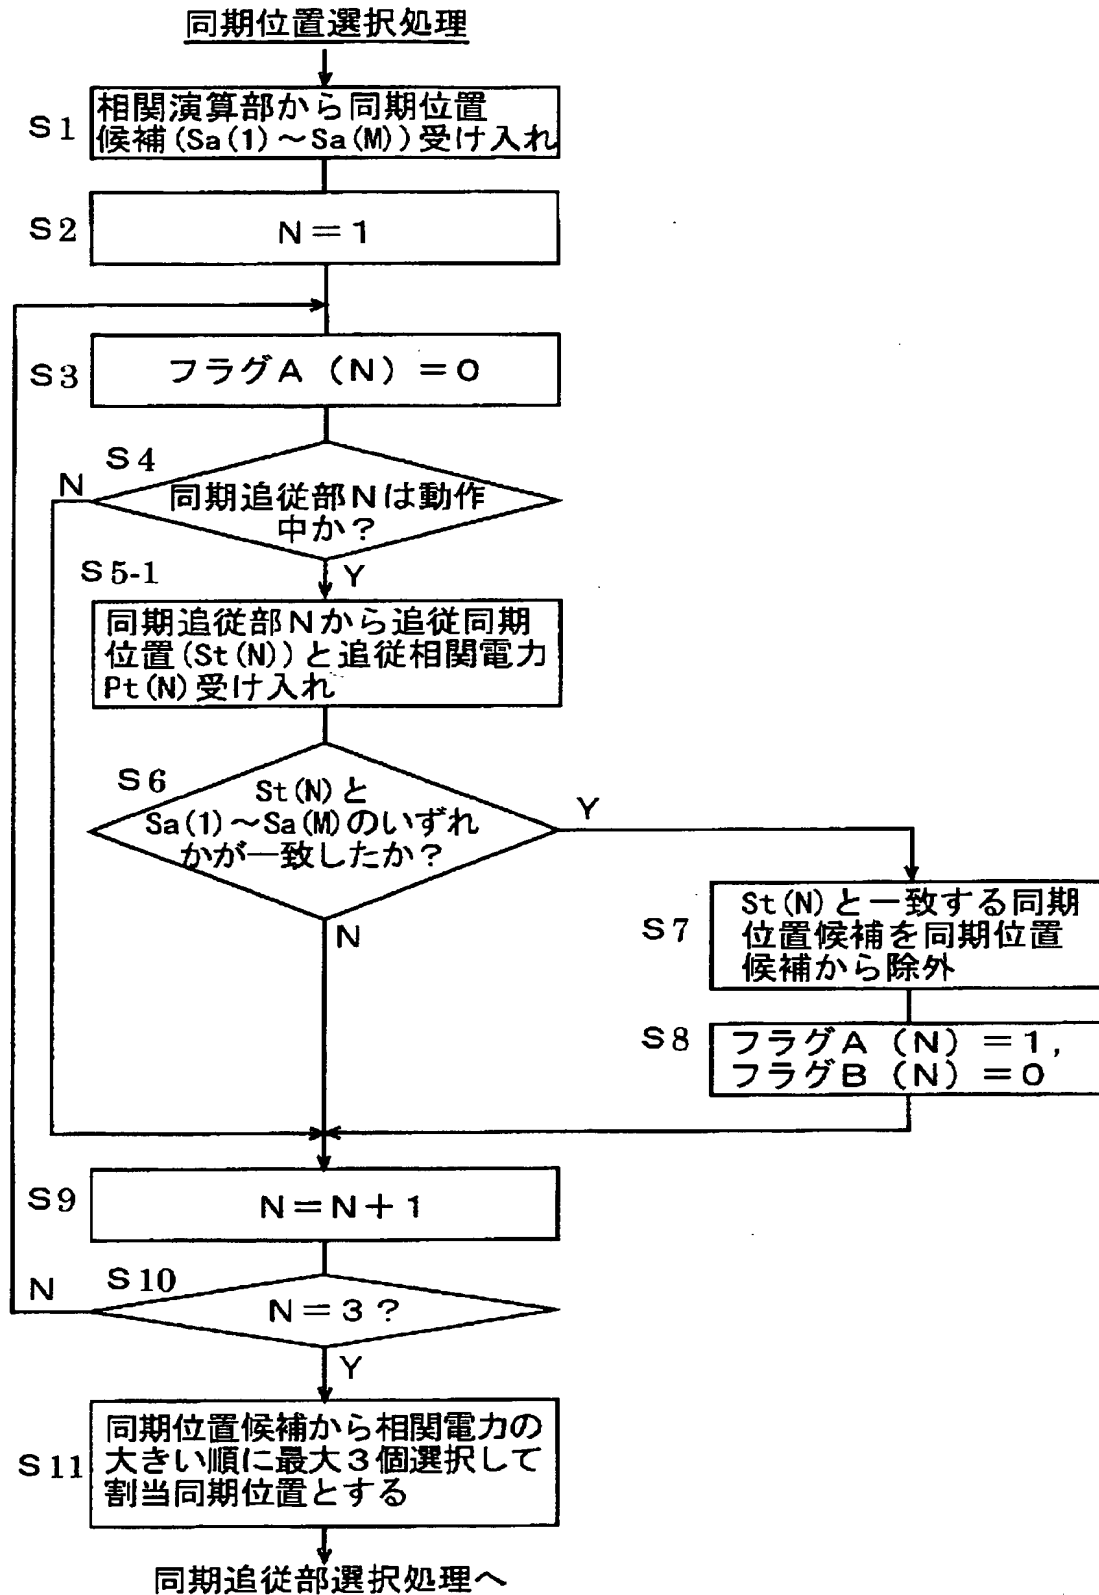 同期位置選択処理
S1
相関演算部から同期位置
候補(Sa(1)～Sa(M))受け入れ
S2
N=1
S3
フラグA(N)=0
S4
N
同期追従部Nは動作
中か?
Y
S5-1
同期追従部Nから追従同期
位置(St(N))と追従相関電力
Pt(N)受け入れ
S6
St(N)と
Sa(1)～Sa(M)のいずれ
かが一致したか?
Y
N
S7
St(N)と一致する同期
位置候補を同期位置
候補から除外
S8
フラグA(N)=1,
フラグB(N)=0
S9
N=N+1
S10
N
N=3?
Y
S11
同期位置候補から相関電力の
大きい順に最大3個選択して
割当同期位置とする
同期追従部選択処理へ